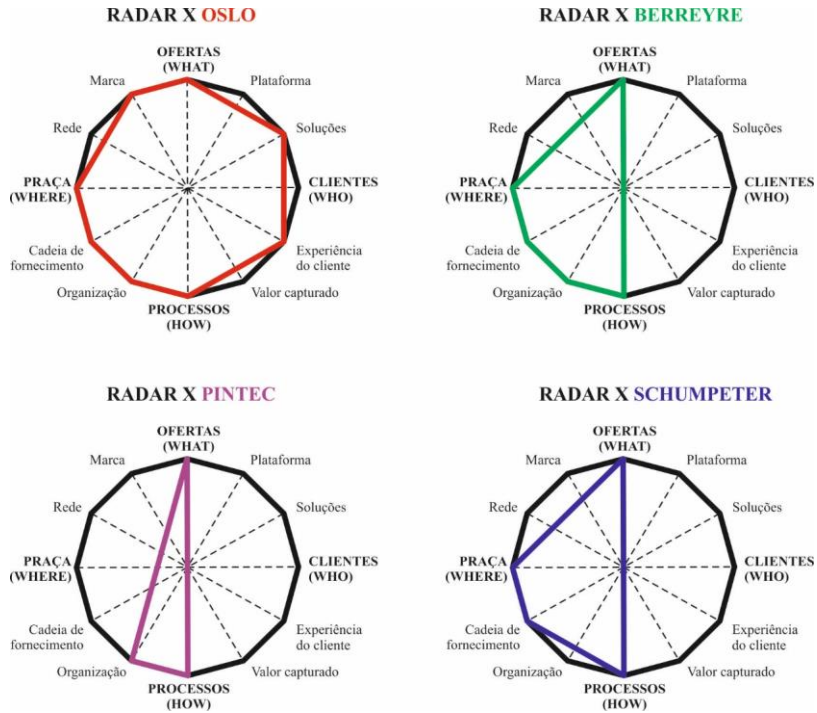 RADAR X OSLO
OFERTAS
(WHAT)
Marca
Plataforma
Rede
Soluções
PRAÇA
(WHERE)
CLIENTES
(WHO)
Cadeia de
fornecimento
Experiência
do cliente
Organização
Valor capturado
PROCESSOS
(HOW)
RADAR X BERREYRE
OFERTAS
(WHAT)
Marca
Plataforma
Rede
Soluções
PRAÇA
(WHERE)
CLIENTES
(WHO)
Cadeia de
fornecimento
Experiência
do cliente
Organização
Valor capturado
PROCESSOS
(HOW)
RADAR X PINTEC
OFERTAS
(WHAT)
Marca
Plataforma
Rede
Soluções
PRAÇA
(WHERE)
CLIENTES
(WHO)
Cadeia de
fornecimento
Experiência
do cliente
Organização
Valor capturado
PROCESSOS
(HOW)
RADAR X SCHUMPETER
OFERTAS
(WHAT)
Marca
Plataforma
Rede
Soluções
PRAÇA
(WHERE)
CLIENTES
(WHO)
Cadeia de
fornecimento
Experiência
do cliente
Organização
Valor capturado
PROCESSOS
(HOW)